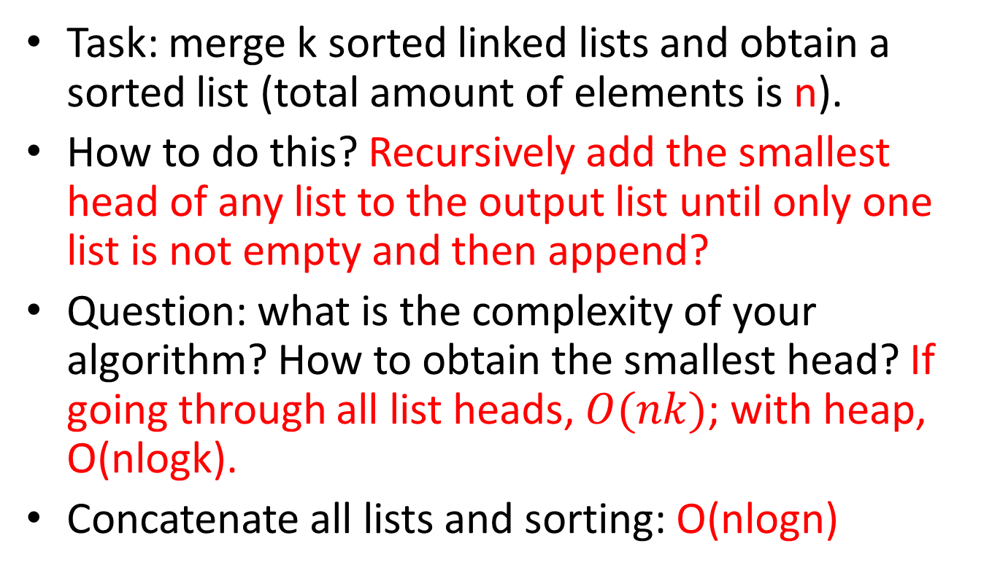 • Task: merge k sorted linked lists and obtain a
sorted list (total amount of elements is n).
• How to do this? Recursively add the smallest
head of any list to the output list until only one
list is not empty and then append?
• Question: what is the complexity of your
algorithm? How to obtain the smallest head? If
going through all list heads, O(nk); with heap,
O(nlogk).
• Concatenate all lists and sorting: O(nlogn)